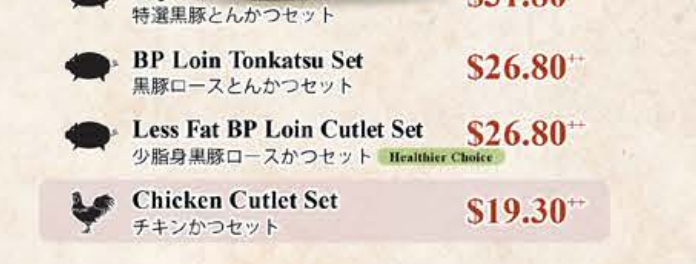 特選黒豚とんかつセット
BP Loin Tonkatsu Set $26.80++
黒豚ロースとんかつセット
Less Fat BP Loin Cutlet Set $26.80++
少脂身黒豚ロースかつセット Healthier Choice
Chicken Cutlet Set $19.30++
チキンかつセット